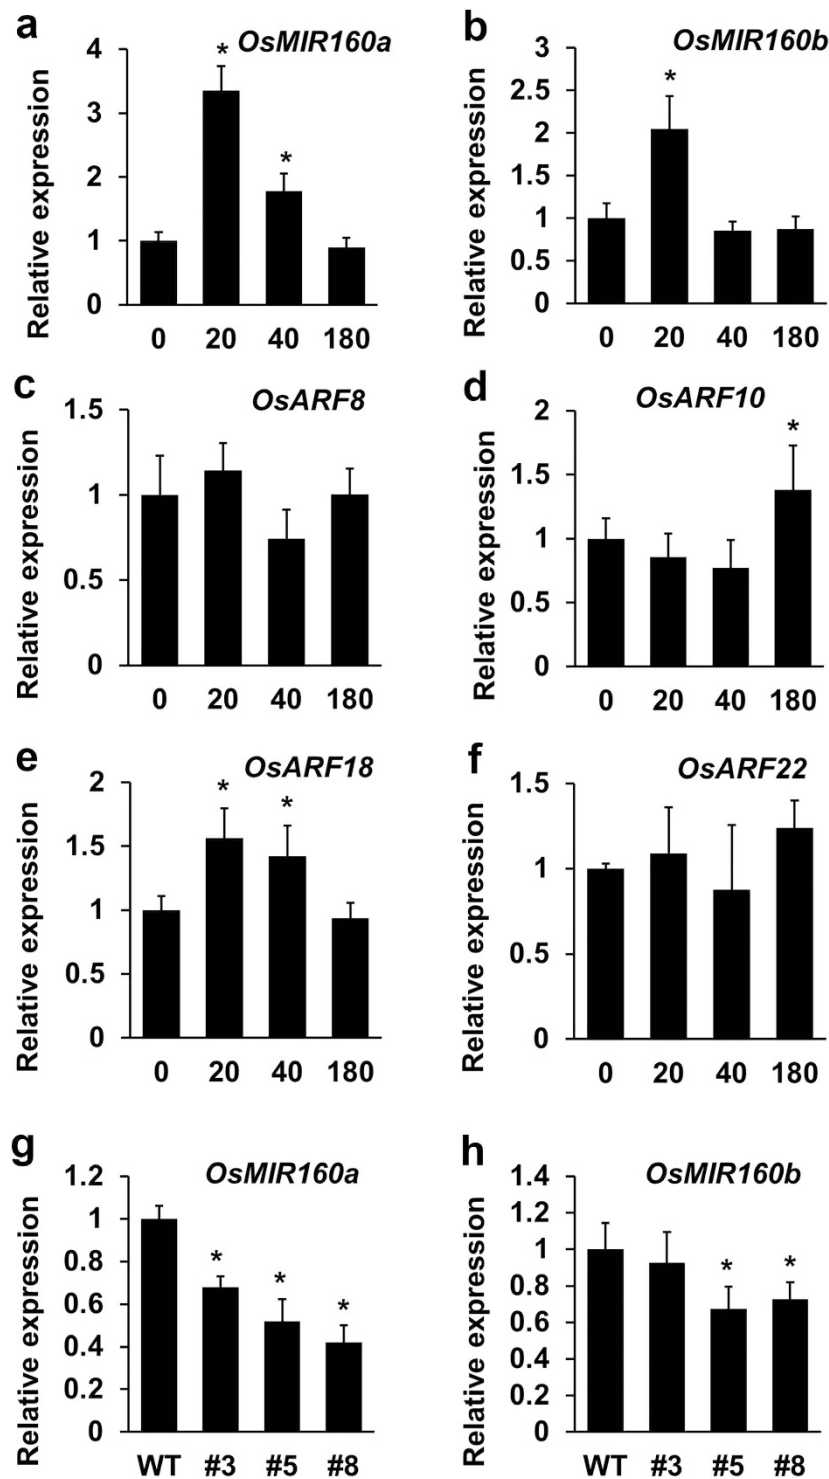 a
OsMIR160a
Relative expression
4
3
2
1
0
*
*
0 20 40 180
b
OsMIR160b
Relative expression
3
2.5
2
1.5
1
0.5
0
*
0 20 40 180
c
OsARF8
Relative expression
1.5
1
0.5
0
0 20 40 180
d
OsARF10
Relative expression
2
1.5
1
0.5
0
*
0 20 40 180
e
OsARF18
Relative expression
2
1.5
1
0.5
0
*
*
0 20 40 180
f
OsARF22
Relative expression
1.5
1
0.5
0
0 20 40 180
g
OsMIR160a
Relative expression
1.2
1
0.8
0.6
0.4
0.2
0
*
*
*
WT #3 #5 #8
h
OsMIR160b
Relative expression
1.4
1.2
1
0.8
0.6
0.4
0.2
0
*
*
WT #3 #5 #8